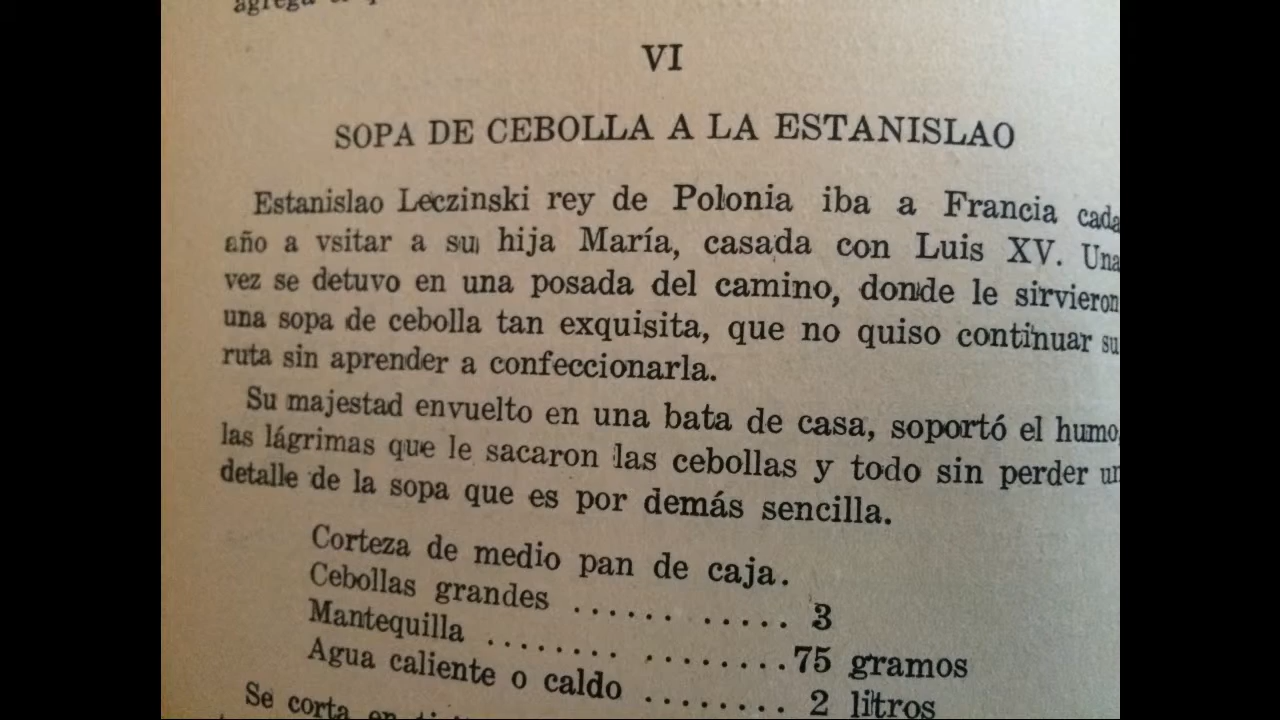 VI
SOPA DE CEBOLLA A LA ESTANISLAO
Estanislao Leczinski rey de Polonia iba a Francia cada
año a vsitar a su hija María, casada con Luis XV. Una
vez se detuvo en una posada del camino, donde le sirvieron
una sopa de cebolla tan exquisita, que no quiso continuar su
ruta sin aprender a confeccionarla.
Su majestad envuelto en una bata de casa, soportó el humo
las lágrimas que le sacaron las cebollas y todo sin perder un
detalle de la sopa que es por demás sencilla.
Corteza de medio pan de caja.
Cebollas grandes ...... ..... 3
Mantequilla ........ ........ 75 gramos
Agua caliente o caldo ........ 2 litros
Se corta en